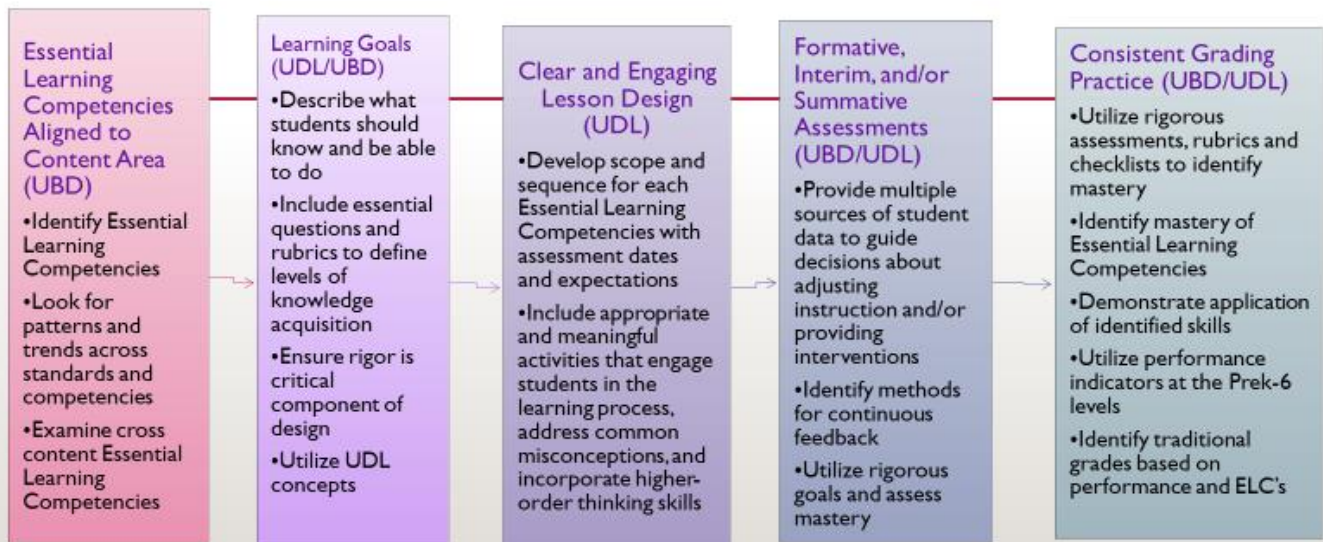 Essential
Learning
Competencies
Aligned to
Content Area
(UBD)
•Identify Essential
Learning
Competencies
•Look for
patterns and
trends across
standards and
competencies
•Examine cross
content Essential
Learning
Competencies
Learning Goals
(UDL/UBD)
•Describe what
students should
know and be able
to do
•Include essential
questions and
rubrics to define
levels of
knowledge
acquisition
•Ensure rigor is
critical
component of
design
•Utilize UDL
concepts
Clear and Engaging
Lesson Design
(UDL)
•Develop scope and
sequence for each
Essential Learning
Competencies with
assessment dates
and expectations
•Include appropriate
and meaningful
activities that engage
students in the
learning process,
address common
misconceptions, and
incorporate higher-
order thinking skills
Formative,
Interim, and/or
Summative
Assessments
(UBD/UDL)
•Provide multiple
sources of student
data to guide
decisions about
adjusting
instruction and/or
providing
interventions
•Identify methods
for continuous
feedback
•Utilize rigorous
goals and assess
mastery
Consistent Grading
Practice (UBD/UDL)
•Utilize rigorous
assessments, rubrics and
checklists to identify
mastery
•Identify mastery of
Essential Learning
Competencies
•Demonstrate application
of identified skills
•Utilize performance
indicators at the Prek-6
levels
•Identify traditional
grades based on
performance and ELC's